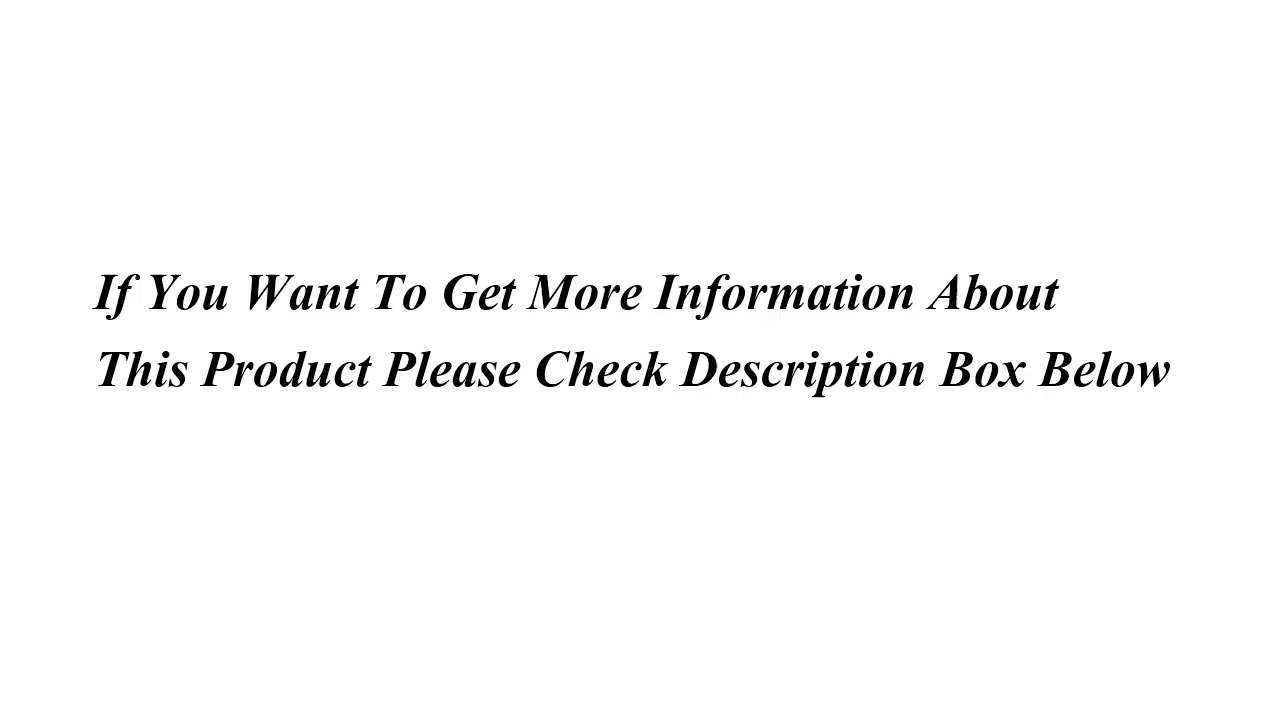 If You Want To Get More Information About
This Product Please Check Description Box Below